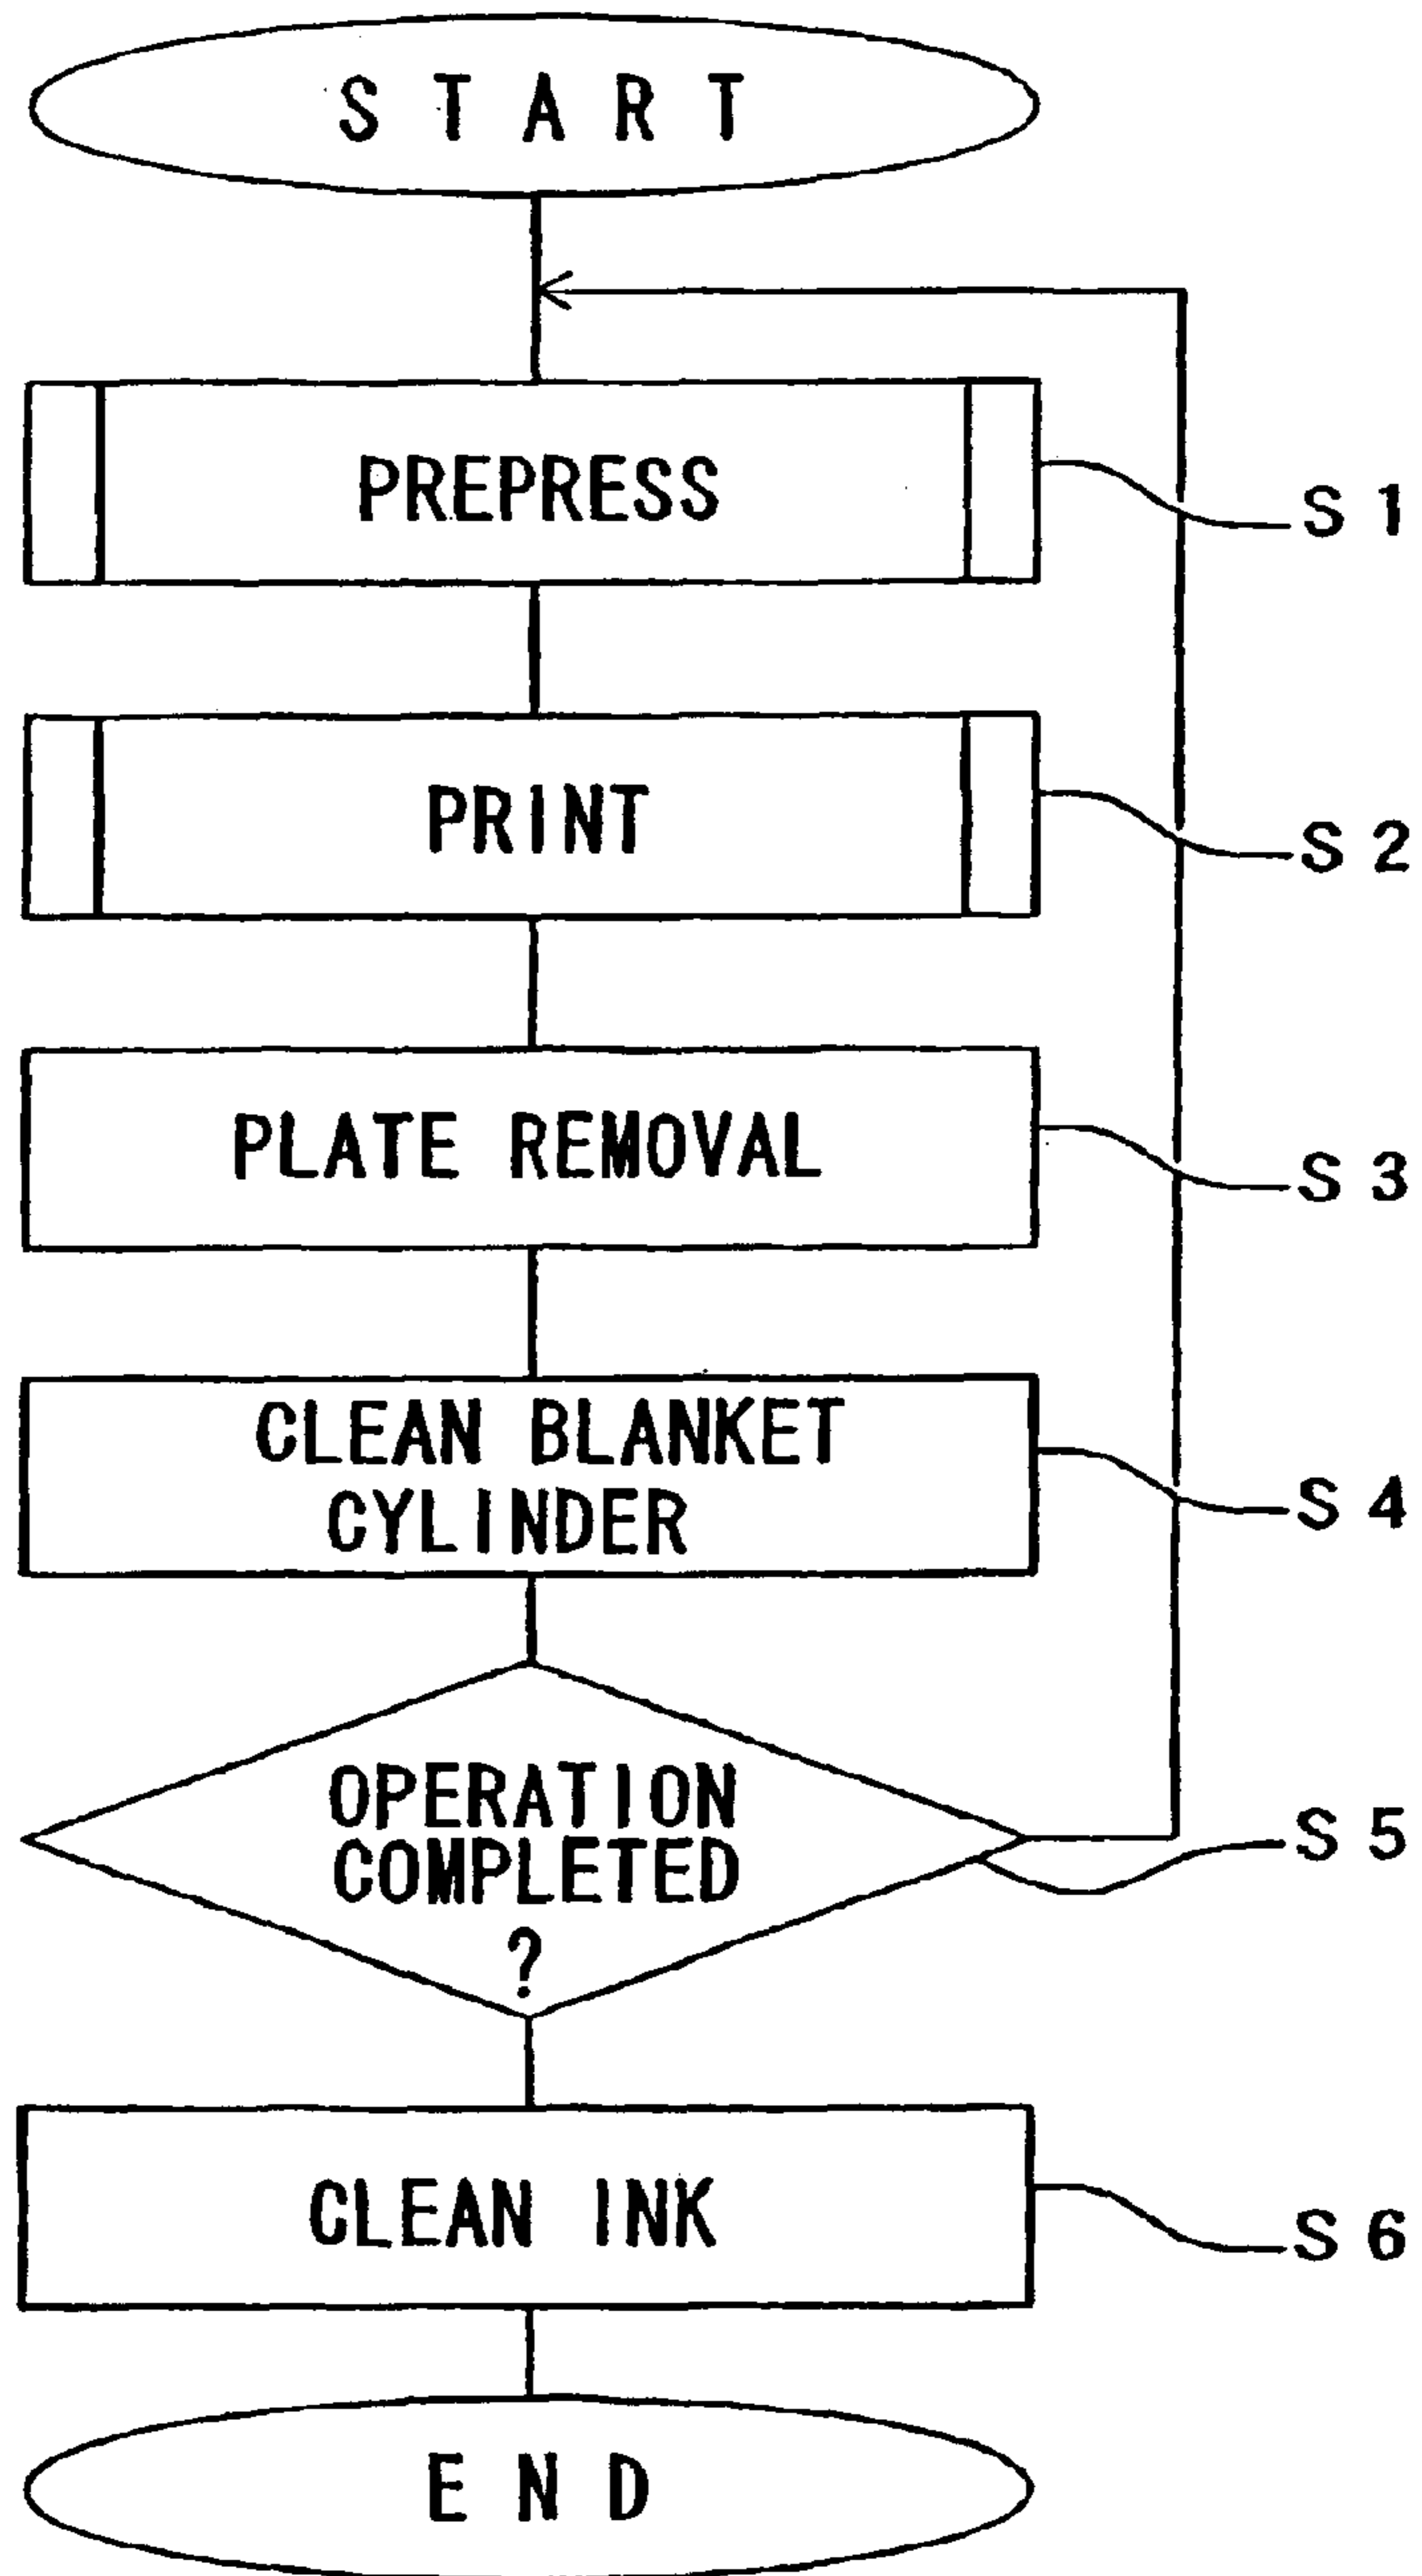 START
PREPRESS
S1
PRINT
S2
PLATE REMOVAL
S3
CLEAN BLANKET
CYLINDER
S4
OPERATION
COMPLETED
?
S5
CLEAN INK
S6
END